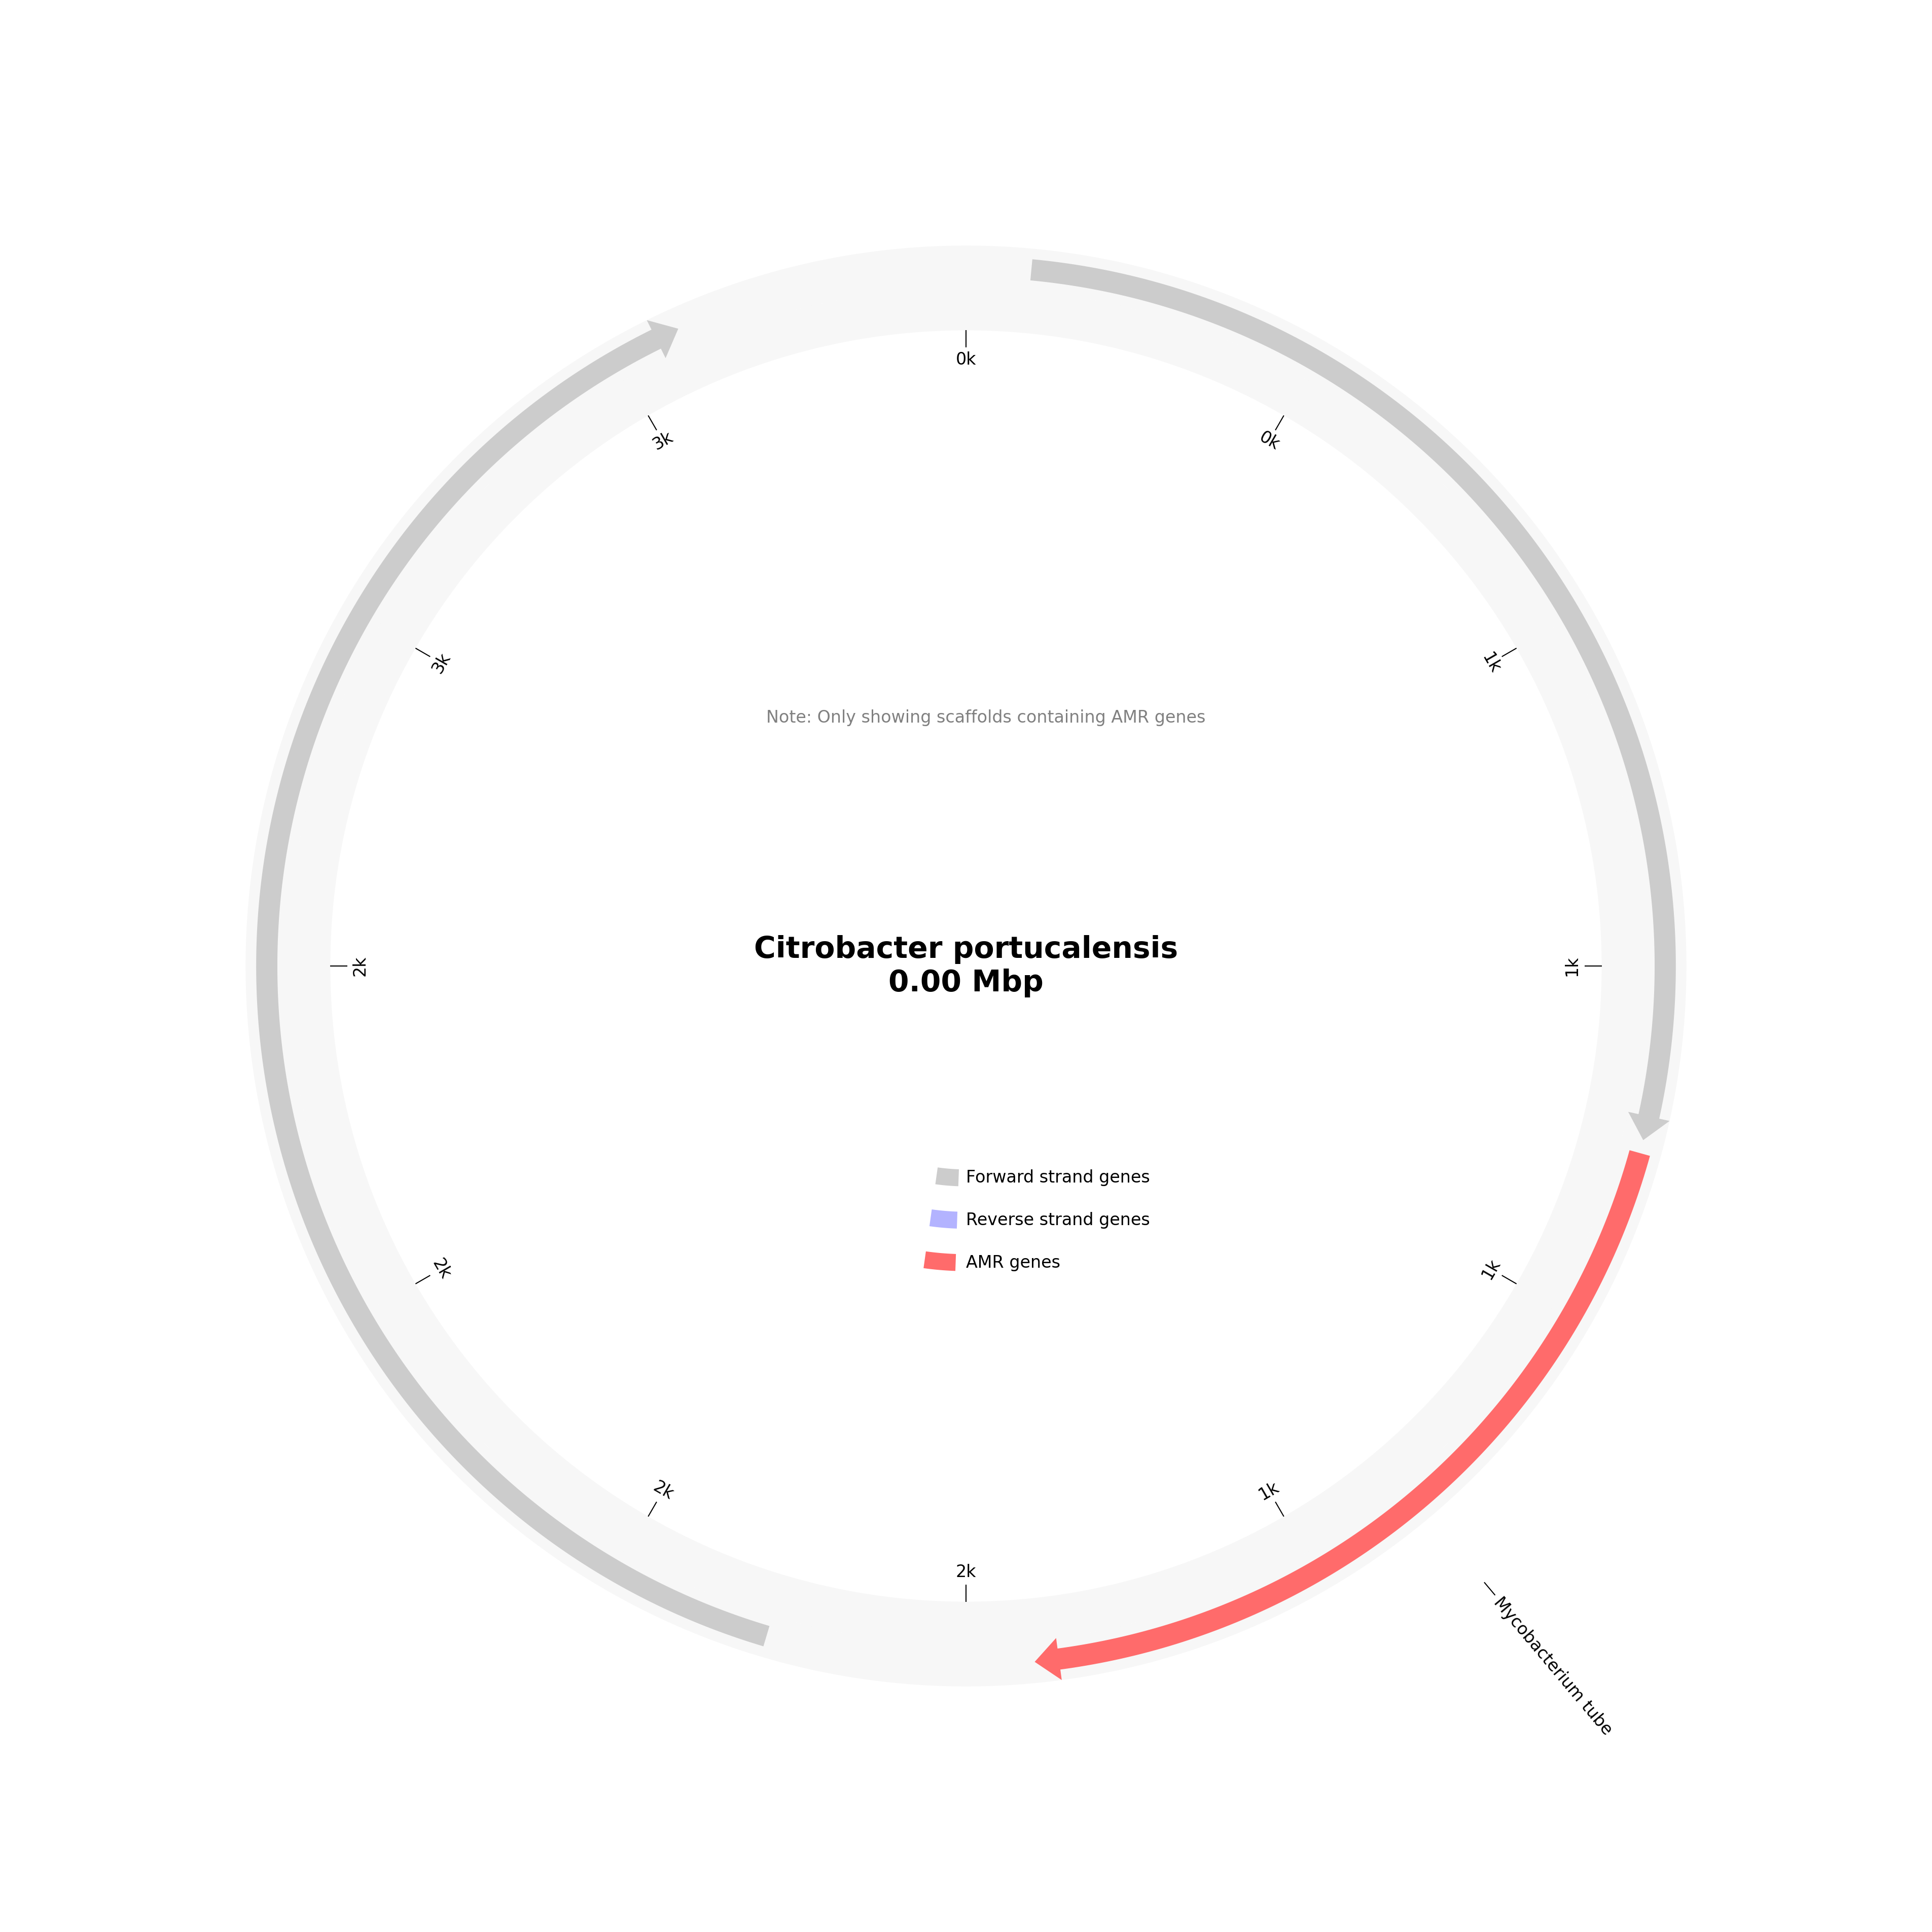 0k
0k
3k
1k
3k
Note: Only showing scaffolds containing AMR genes
Citrobacter portucalensis
0.00 Mbp
2k
1k
Forward strand genes
Reverse strand genes
AMR genes
2k
1k
2k
1k
2k
Mycobacterium tube